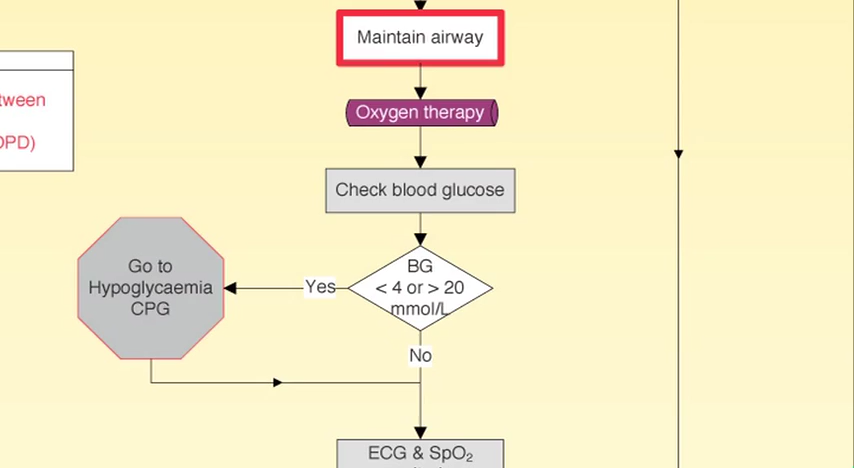 Maintain airway
tween
Oxygen therapy
OPD)
Check blood glucose
Go to
Hypoglycaemia
CPG
Yes
BG
< 4 or > 20
mmol/L
No
ECG & SpO₂